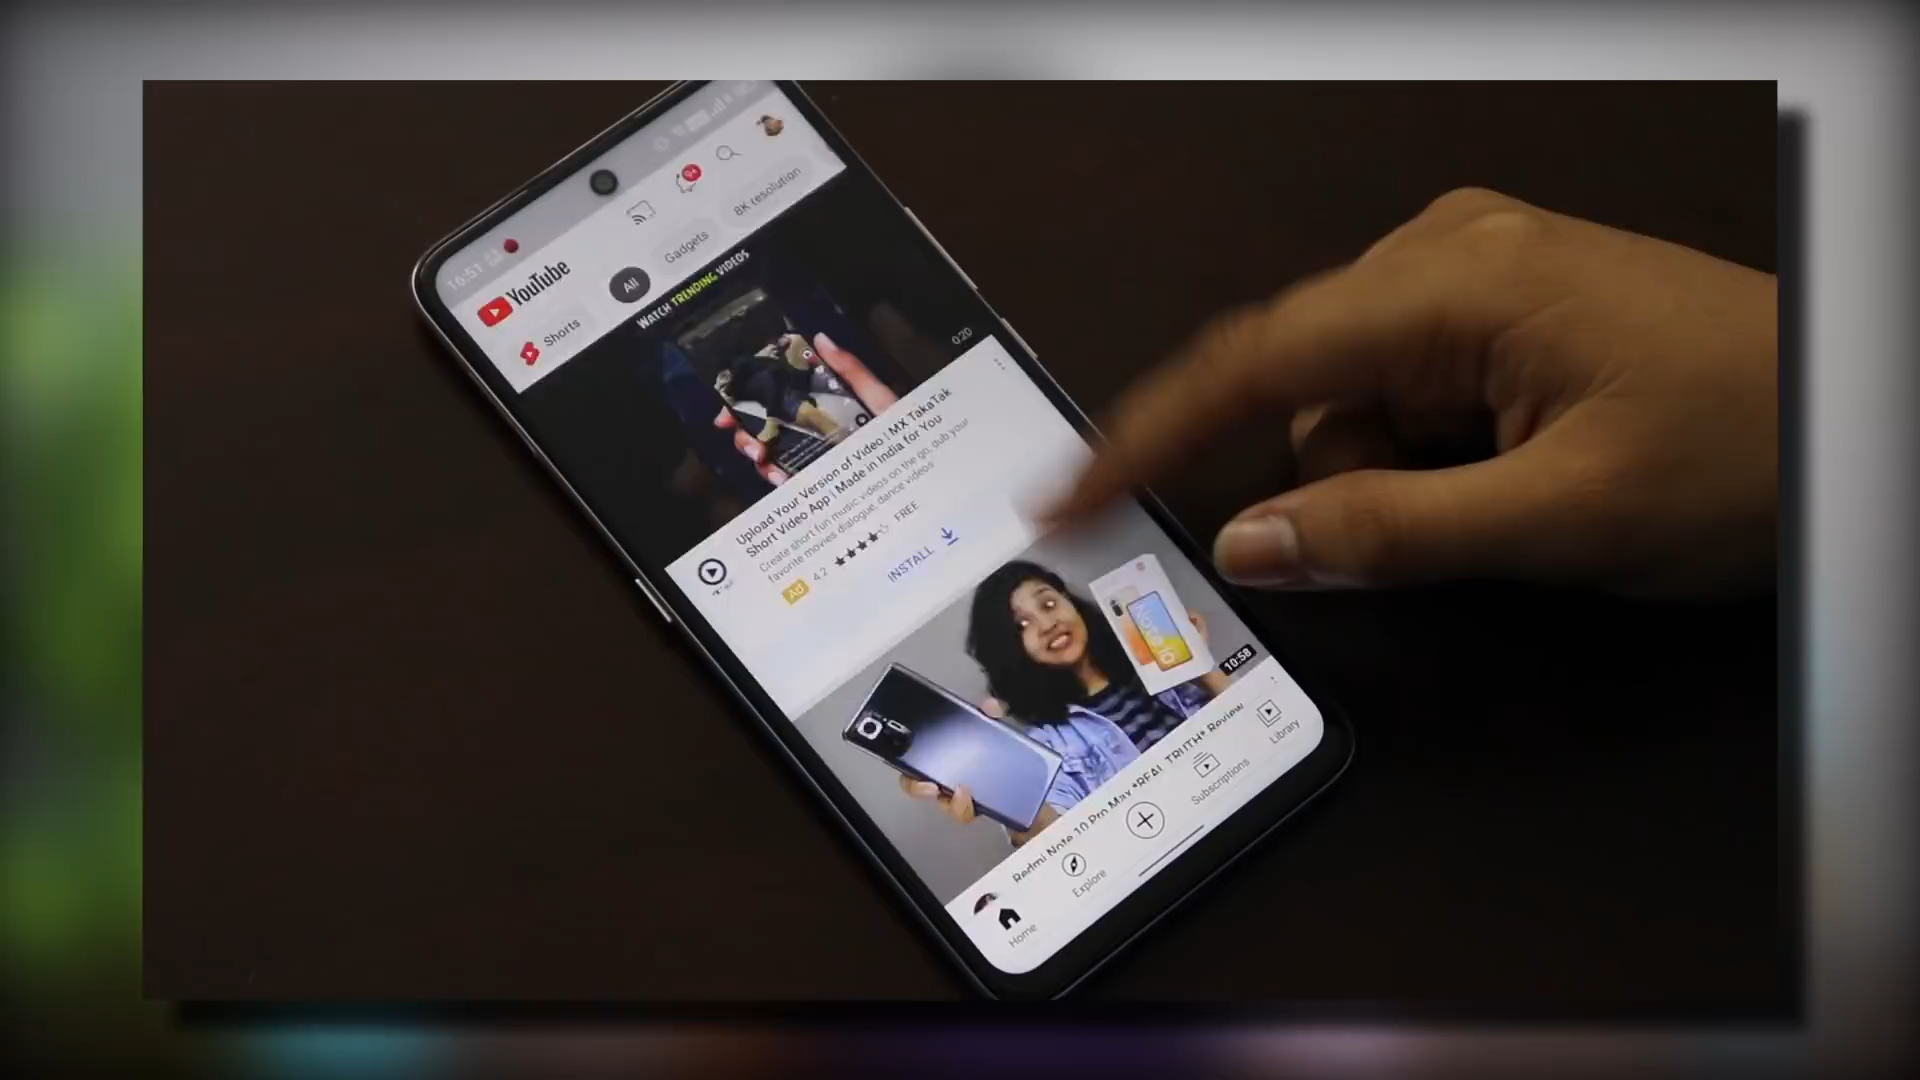 16:51
YouTube
Shorts
All
Gadgets
8K resolution
9+
WATCH TRENDING VIDEOS
0:20
Upload Your Version of Video | MX TakaTak
Short Video App | Made in India for You
Create short fun music videos on the go, dub your
favorite movies dialogue, dance videos
Ad 4.2 ★★★★☆ FREE
INSTALL
Note 10
10:58
Redmi Note 10 Pro Max *REAL TRUTH* Review
Home
Explore
Subscriptions
Library